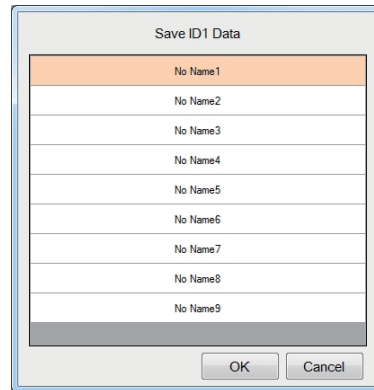 Save ID1 Data
No Name1
No Name2
No Name3
No Name4
No Name5
No Name6
No Name7
No Name8
No Name9
OK Cancel